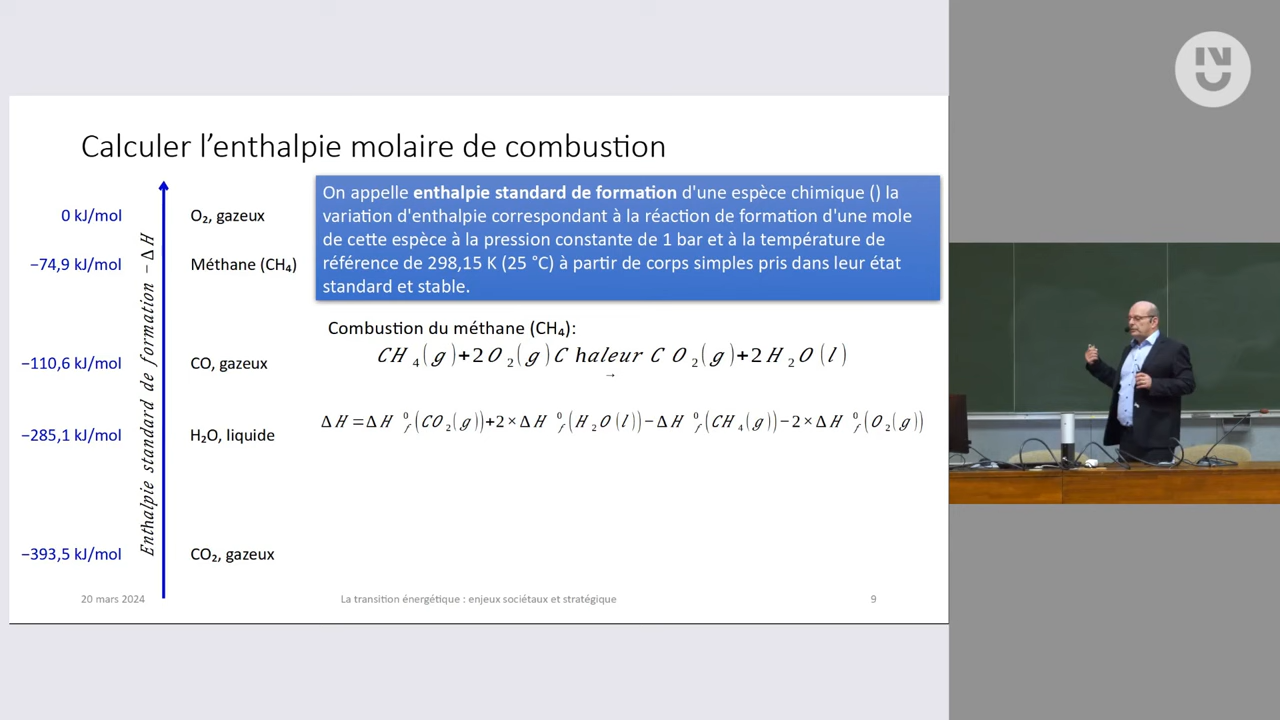 INU
Calculer l’enthalpie molaire de combustion
0 kJ/mol
O₂, gazeux
−74,9 kJ/mol
Méthane (CH₄)
−110,6 kJ/mol
CO, gazeux
−285,1 kJ/mol
H₂O, liquide
−393,5 kJ/mol
CO₂, gazeux
Enthalpie standard de formation − ΔH
On appelle enthalpie standard de formation d'une espèce chimique () la
variation d'enthalpie correspondant à la réaction de formation d'une mole
de cette espèce à la pression constante de 1 bar et à la température de
référence de 298,15 K (25 °C) à partir de corps simples pris dans leur état
standard et stable.
Combustion du méthane (CH₄):
CH₄(g)+2O₂(g)Chaleur CO₂(g)+2H₂O(l)
→
ΔH=ΔH⁰f(CO₂(g))+2×ΔH⁰f(H₂O(l))−ΔH⁰f(CH₄(g))−2×ΔH⁰f(O₂(g))
20 mars 2024
La transition énergétique : enjeux sociétaux et stratégique
9